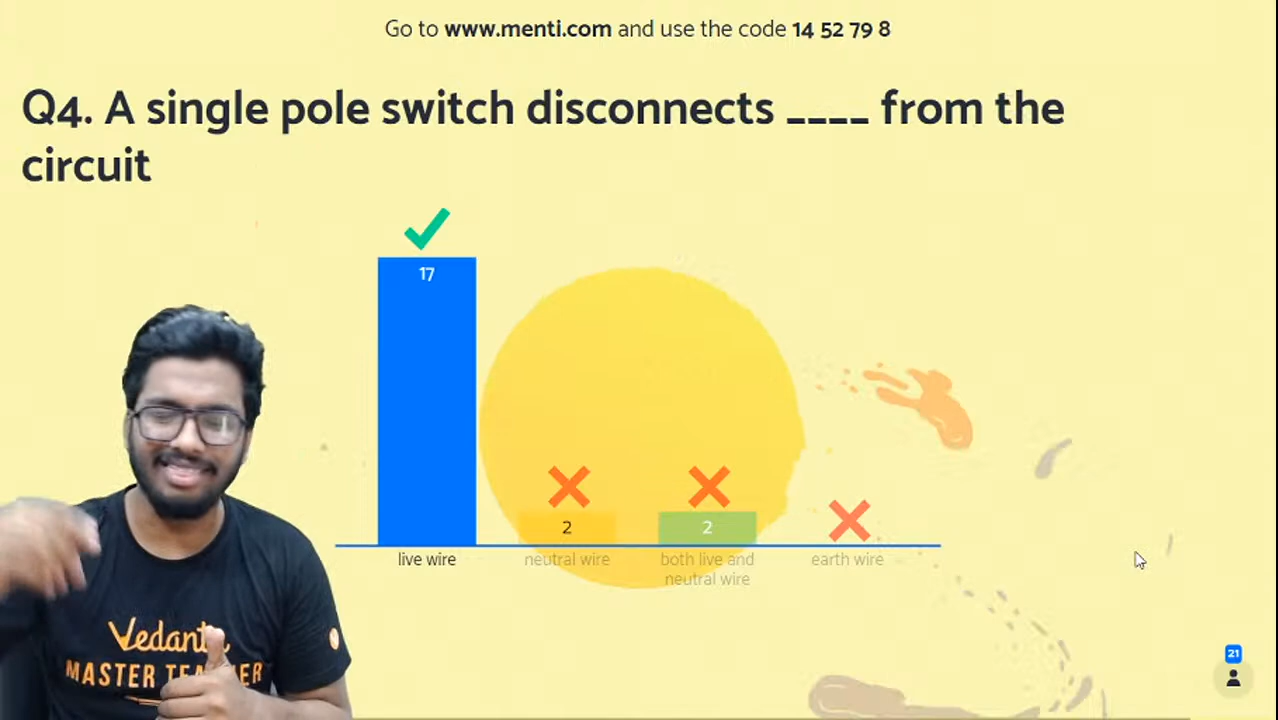 Go to www.menti.com and use the code 14 52 79 8
Q4. A single pole switch disconnects ____ from the
circuit
17
2
2
live wire
neutral wire
both live and
neutral wire
earth wire
MASTER
21